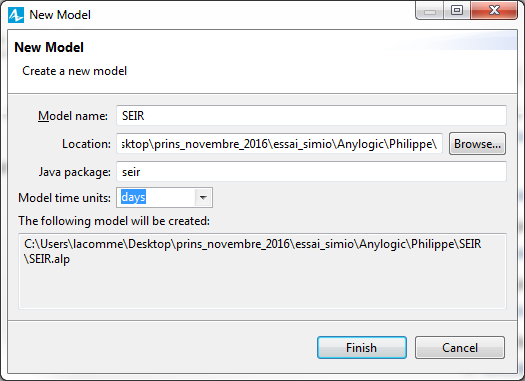 New Model
New Model
Create a new model
Model name: SEIR
Location: sktop\prins_novembre_2016\essai_simio\Anylogic\Philippe\ Browse...
Java package: seir
Model time units: days
The following model will be created:
C:\Users\lacomme\Desktop\prins_novembre_2016\essai_simio\Anylogic\Philippe\SEIR
\SEIR.alp
Finish Cancel